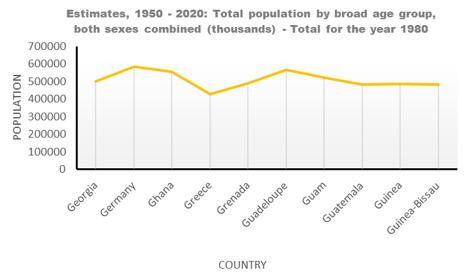 Estimates, 1950 - 2020: Total population by broad age group,
both sexes combined (thousands) - Total for the year 1980
POPULATION
700000
600000
500000
400000
300000
200000
100000
0
Georgia
Germany
Ghana
Greece
Grenada
Guadeloupe
Guam
Guatemala
Guinea
Guinea-Bissau
COUNTRY